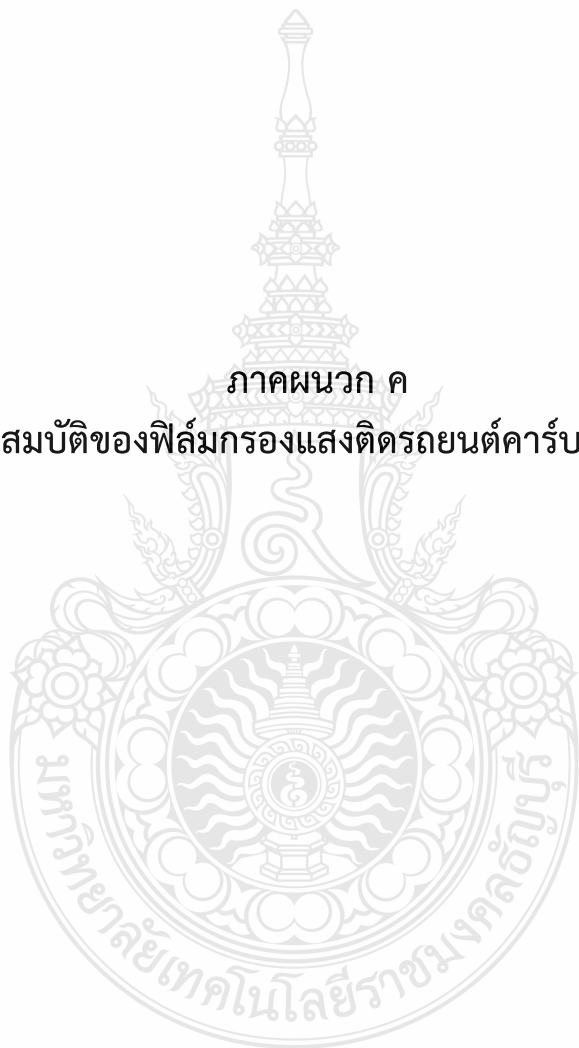 ภาคผนวก ค
สมบัติของฟิล์มกรองแสงติดรถยนต์คาร์บ
มหาวิทยาลัยเทคโนโลยีราชมงคลธัญบุรี